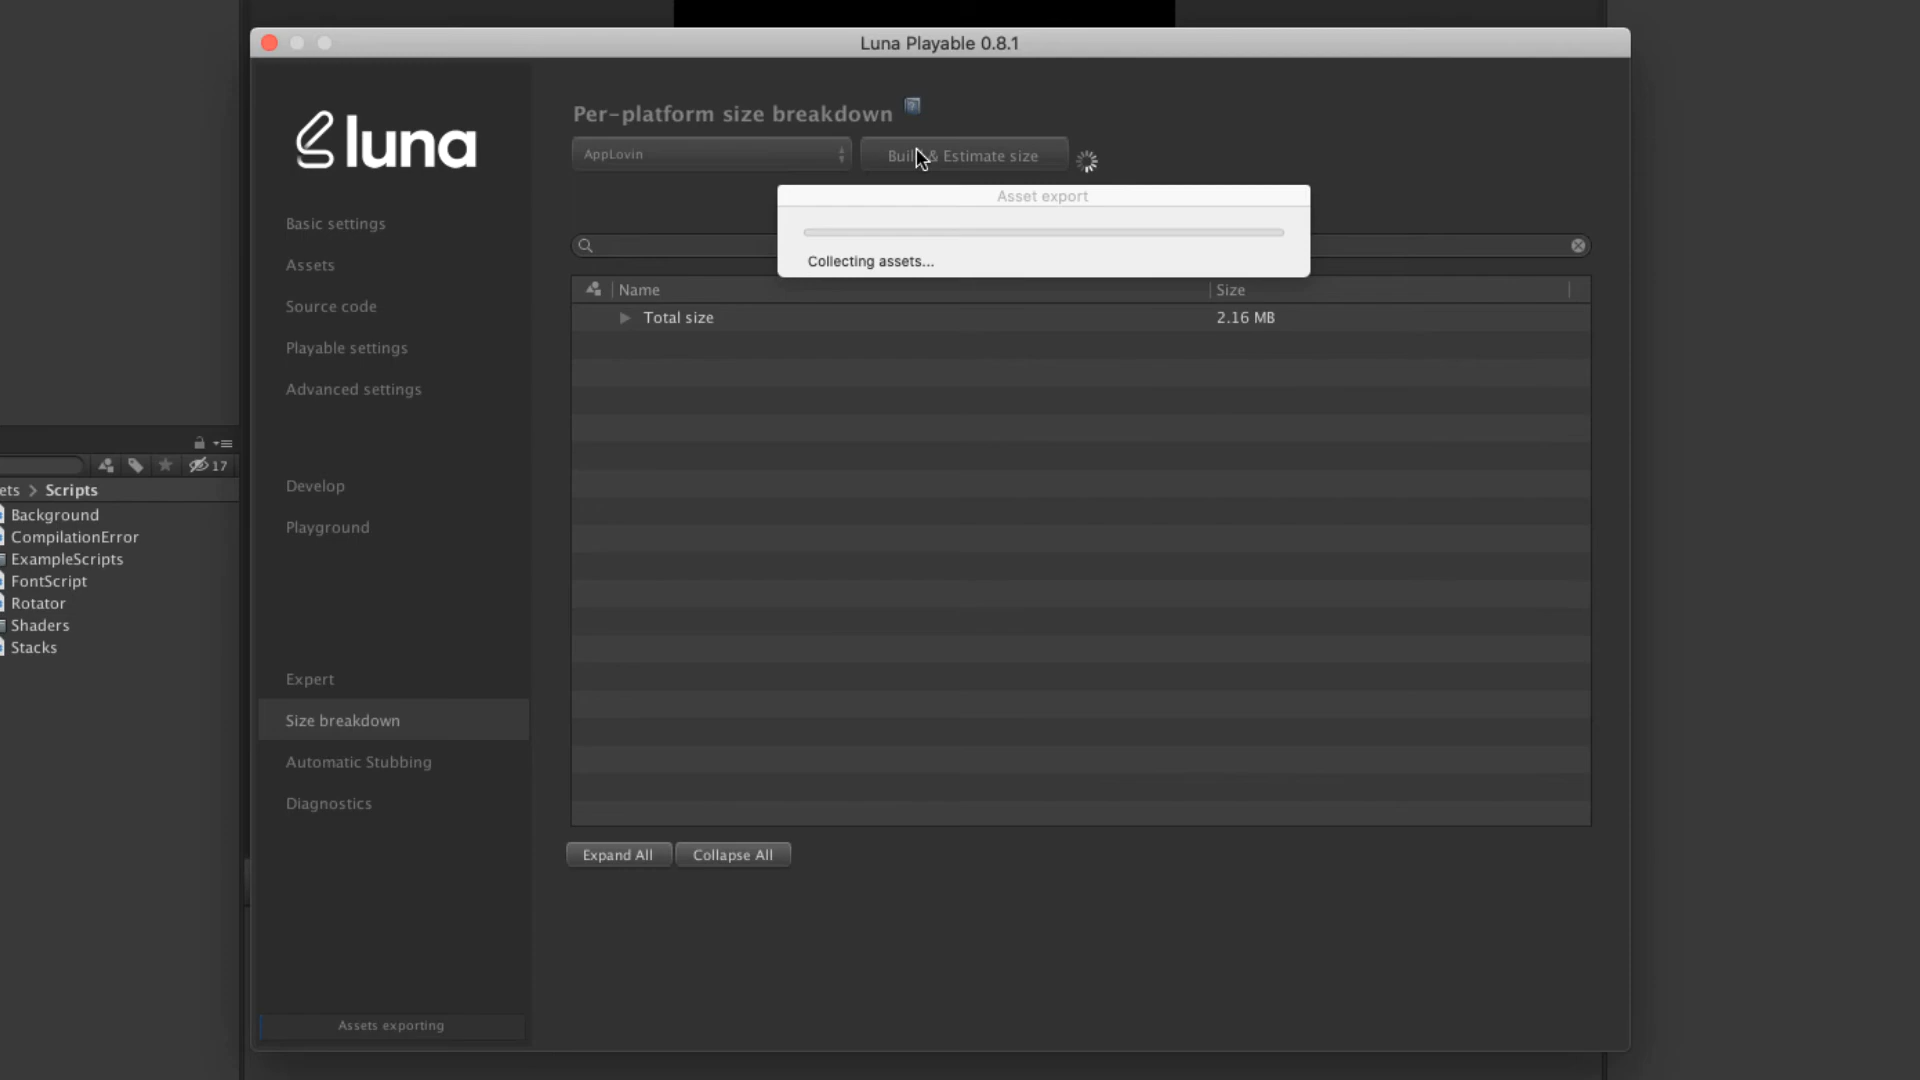 Luna Playable 0.8.1
luna
Per-platform size breakdown
AppLovin
Build & Estimate size
Asset export
Collecting assets...
Basic settings
Assets
Source code
Playable settings
Advanced settings
Develop
Playground
Expert
Size breakdown
Automatic Stubbing
Diagnostics
Assets exporting
Name
Size
Total size
2.16 MB
Expand All
Collapse All
17
ets > Scripts
Background
CompilationError
ExampleScripts
FontScript
Rotator
Shaders
Stacks